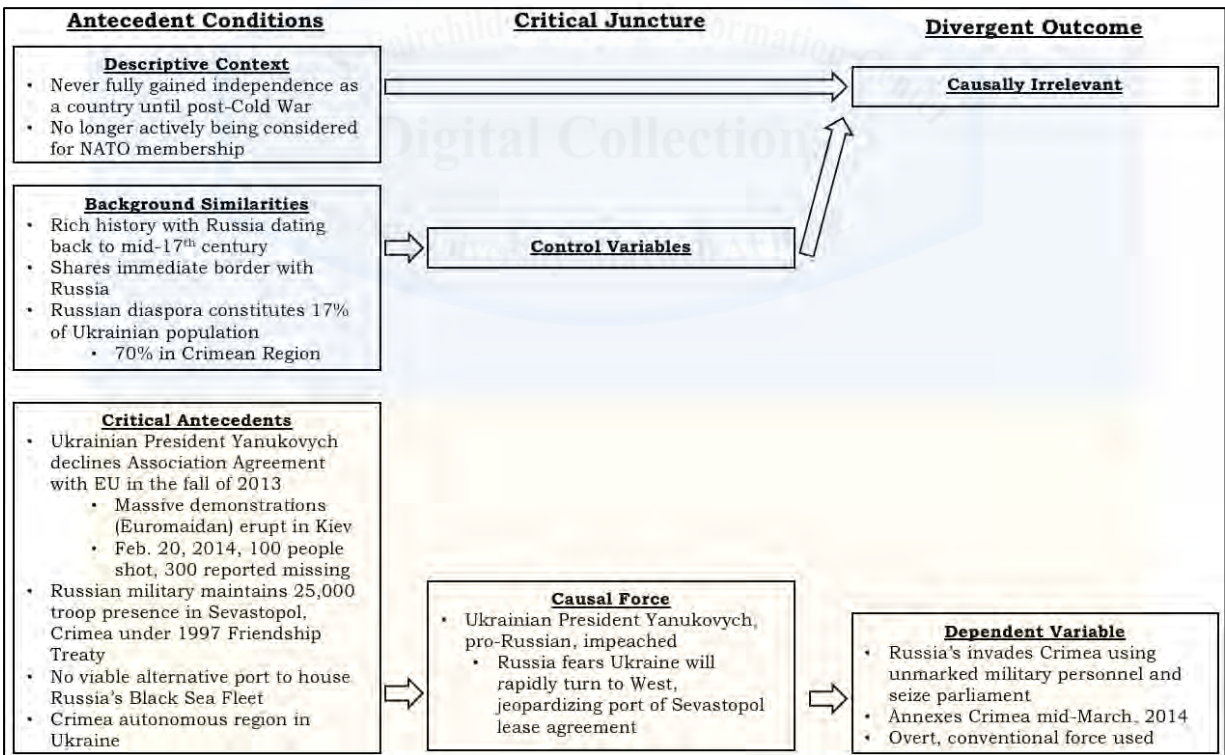 Antecedent Conditions
Critical Juncture
Divergent Outcome
Descriptive Context
• Never fully gained independence as
a country until post-Cold War
• No longer actively being considered
for NATO membership
Causally Irrelevant
Background Similarities
• Rich history with Russia dating
back to mid-17th century
• Shares immediate border with
Russia
• Russian diaspora constitutes 17%
of Ukrainian population
• 70% in Crimean Region
Control Variables
Critical Antecedents
• Ukrainian President Yanukovych
declines Association Agreement
with EU in the fall of 2013
• Massive demonstrations
(Euromaidan) erupt in Kiev
• Feb. 20, 2014, 100 people
shot, 300 reported missing
• Russian military maintains 25,000
troop presence in Sevastopol,
Crimea under 1997 Friendship
Treaty
• No viable alternative port to house
Russia's Black Sea Fleet
• Crimea autonomous region in
Ukraine
Causal Force
• Ukrainian President Yanukovych,
pro-Russian, impeached
• Russia fears Ukraine will
rapidly turn to West,
jeopardizing port of Sevastopol
lease agreement
Dependent Variable
• Russia's invades Crimea using
unmarked military personnel and
seize parliament
• Annexes Crimea mid-March, 2014
• Overt, conventional force used
Digital Collections